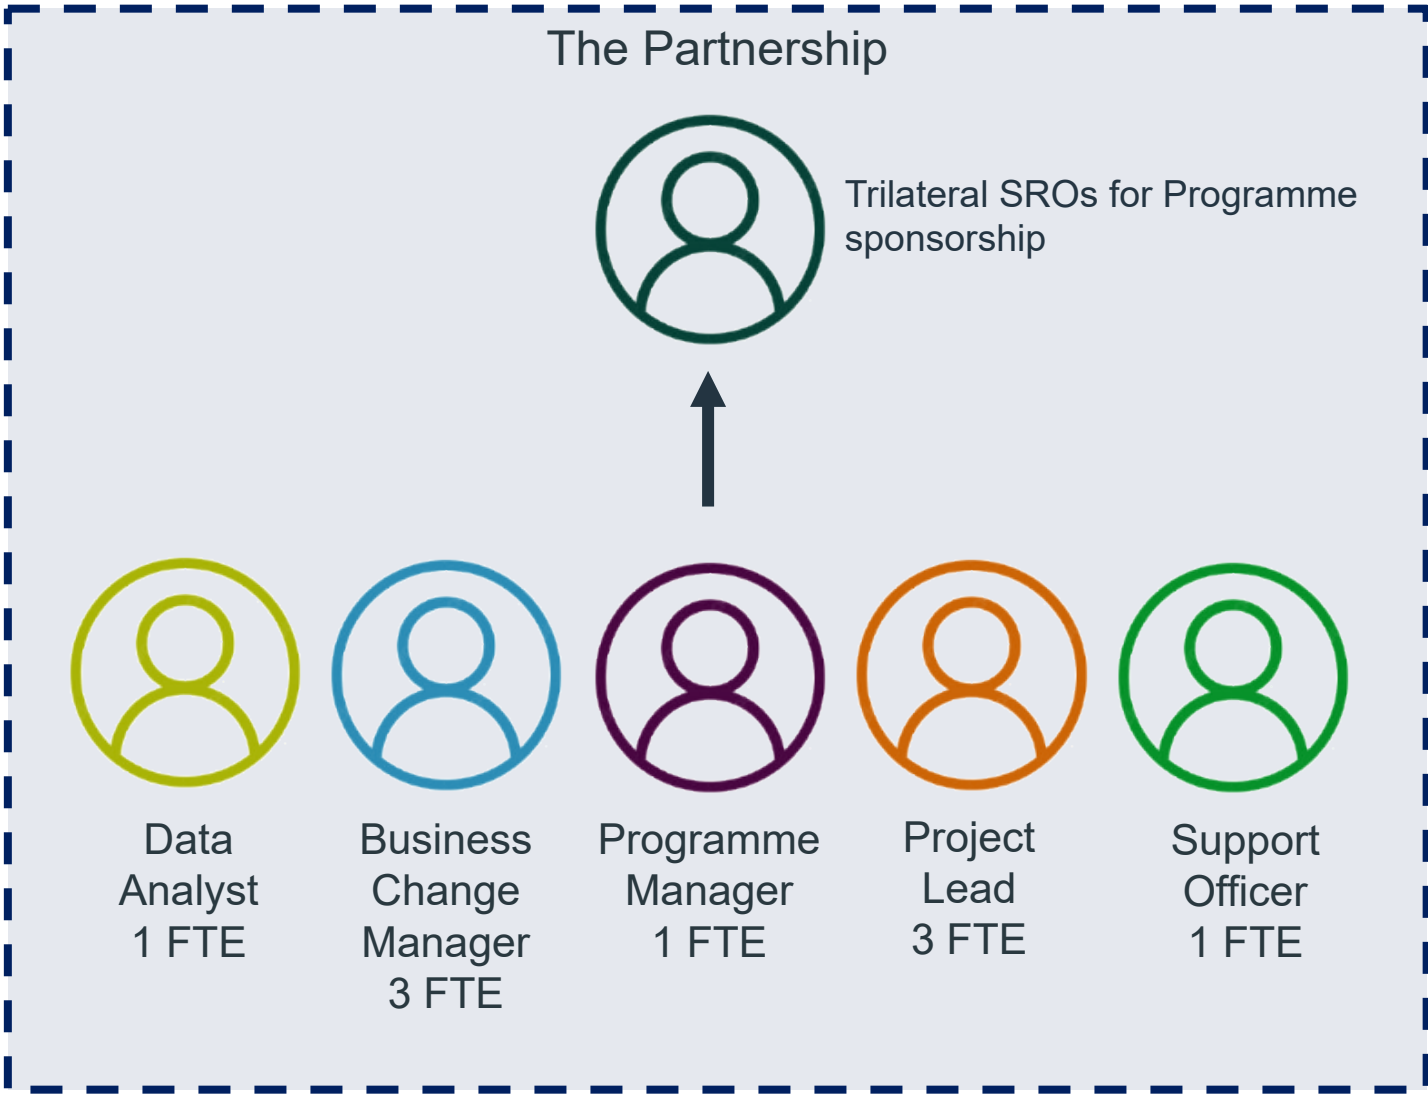 The Partnership
Trilateral SROs for Programme
sponsorship
Data
Analyst
1 FTE
Business
Change
Manager
3 FTE
Programme
Manager
1 FTE
Project
Lead
3 FTE
Support
Officer
1 FTE